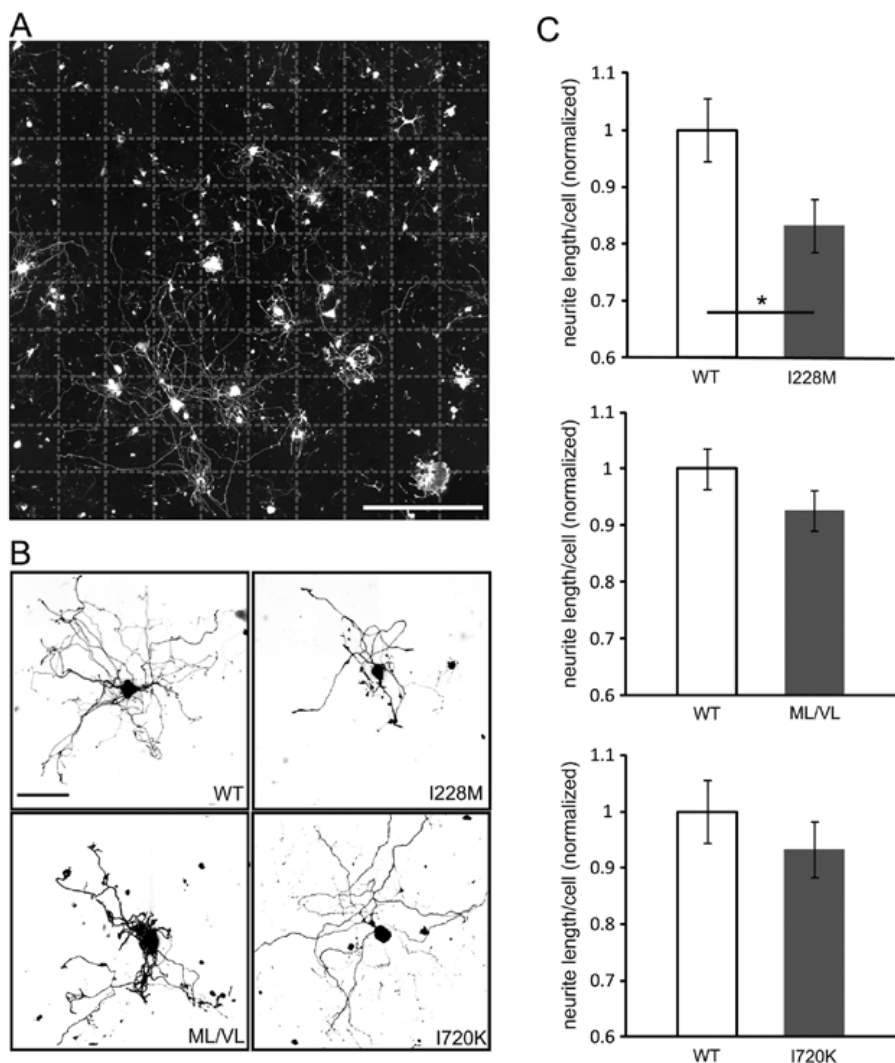 A
B
WT
I228M
ML/VL
I720K
C
neurite length/cell (normalized)
1.1
1
0.9
0.8
0.7
0.6
*
WT
I228M
neurite length/cell (normalized)
1.1
1
0.9
0.8
0.7
0.6
WT
ML/VL
neurite length/cell (normalized)
1.1
1
0.9
0.8
0.7
0.6
WT
I720K